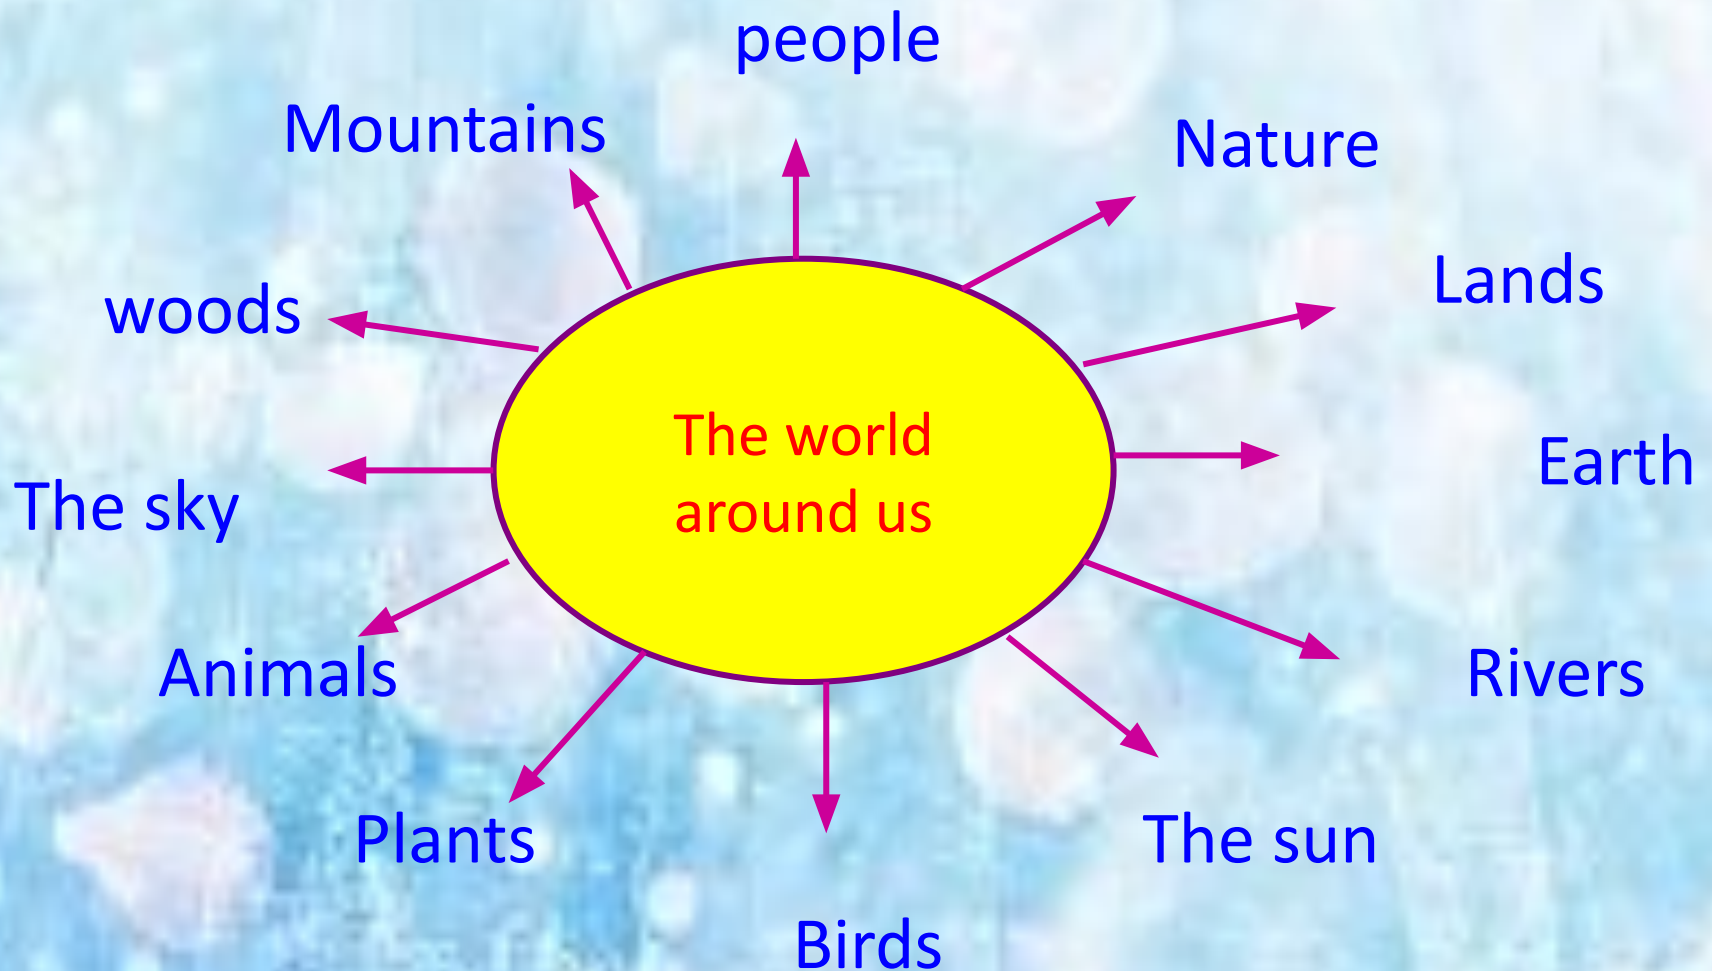 people
Mountains
Nature
Lands
woods
The world
around us
Earth
The sky
Animals
Rivers
Plants
The sun
Birds